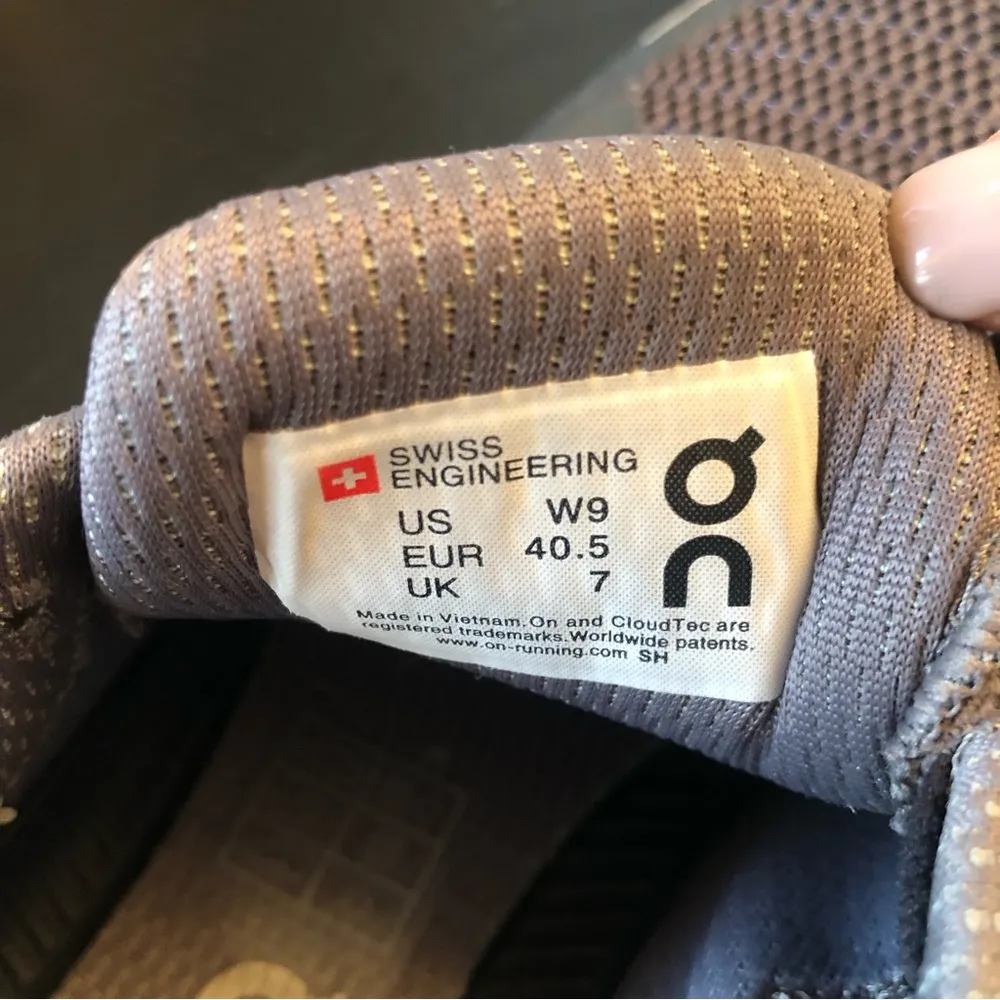 SWISS
ENGINEERING
US W9
EUR 40.5
UK 7
On
Made in Vietnam.On and CloudTec are
registered trademarks.Worldwide patents.
www.on-running.com SH